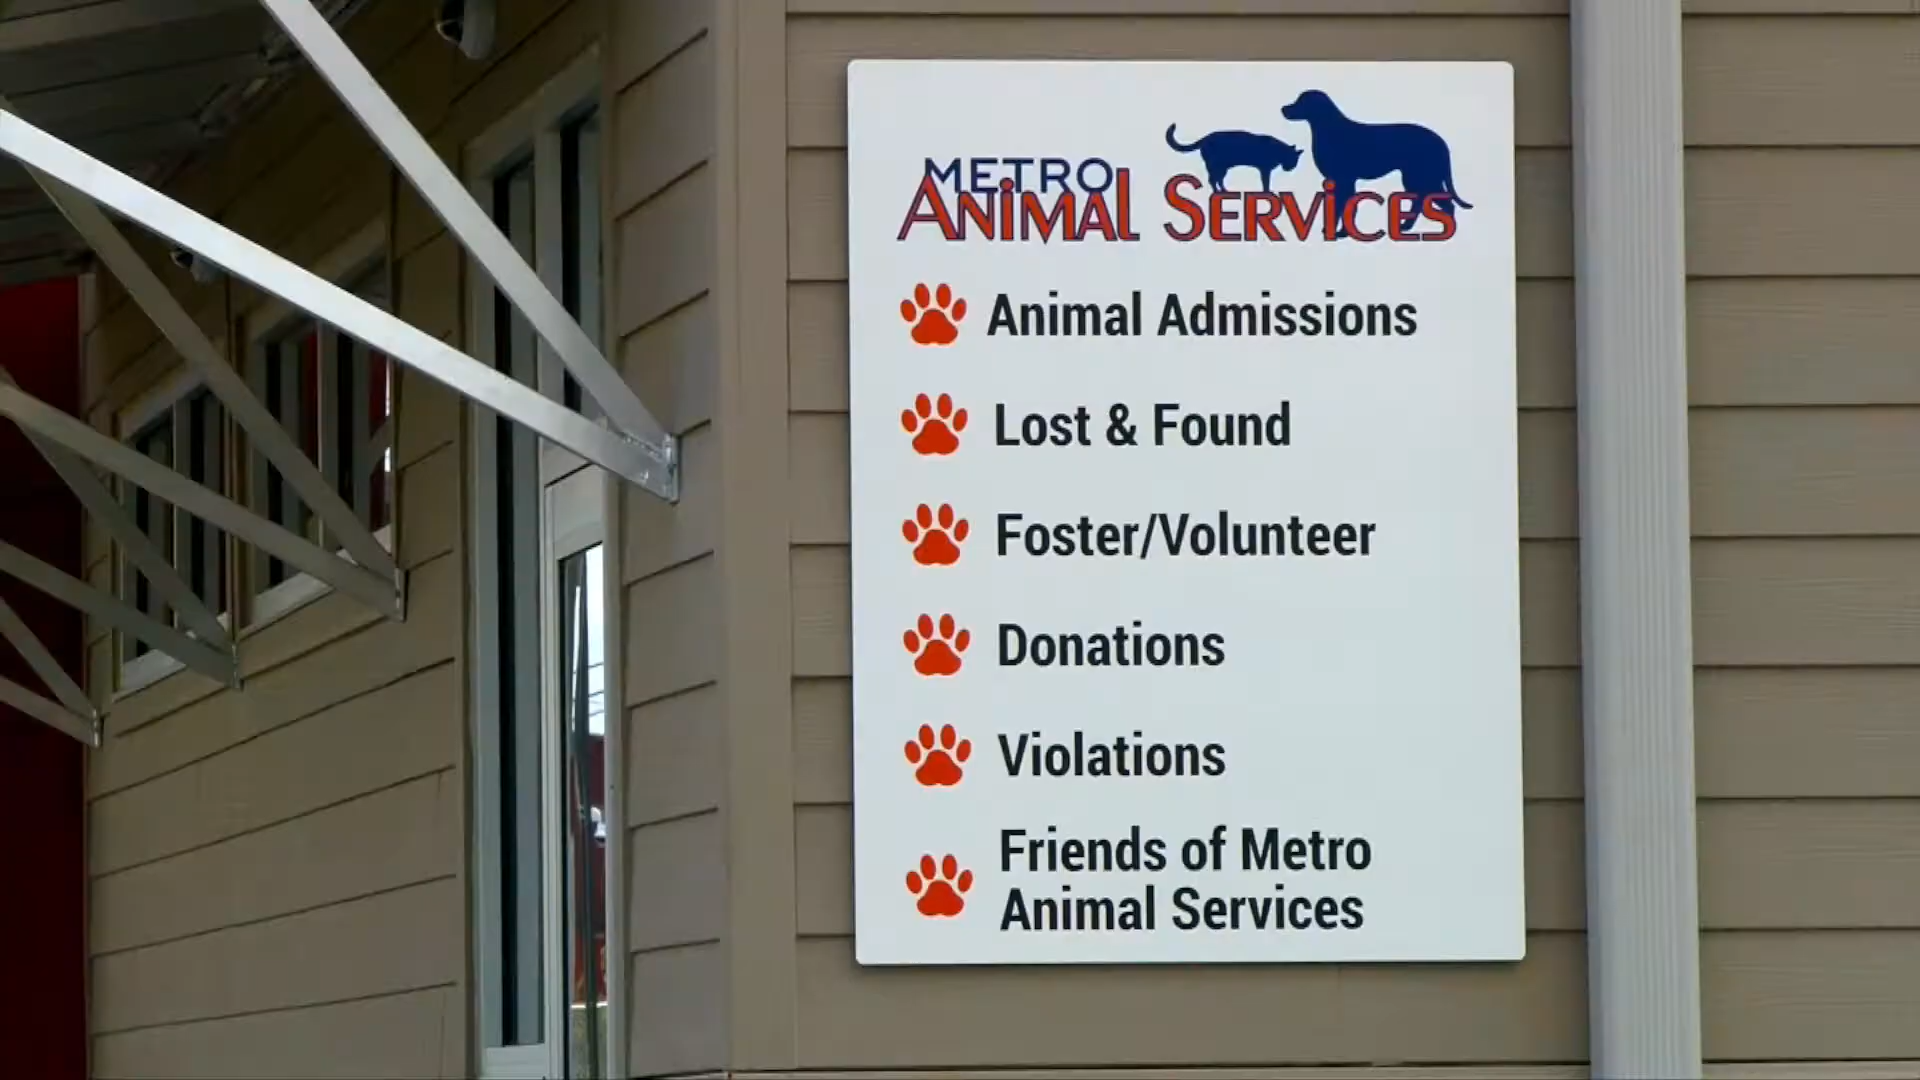 METRO
ANiMAL SERViCES
Animal Admissions
Lost & Found
Foster/Volunteer
Donations
Violations
Friends of Metro
Animal Services